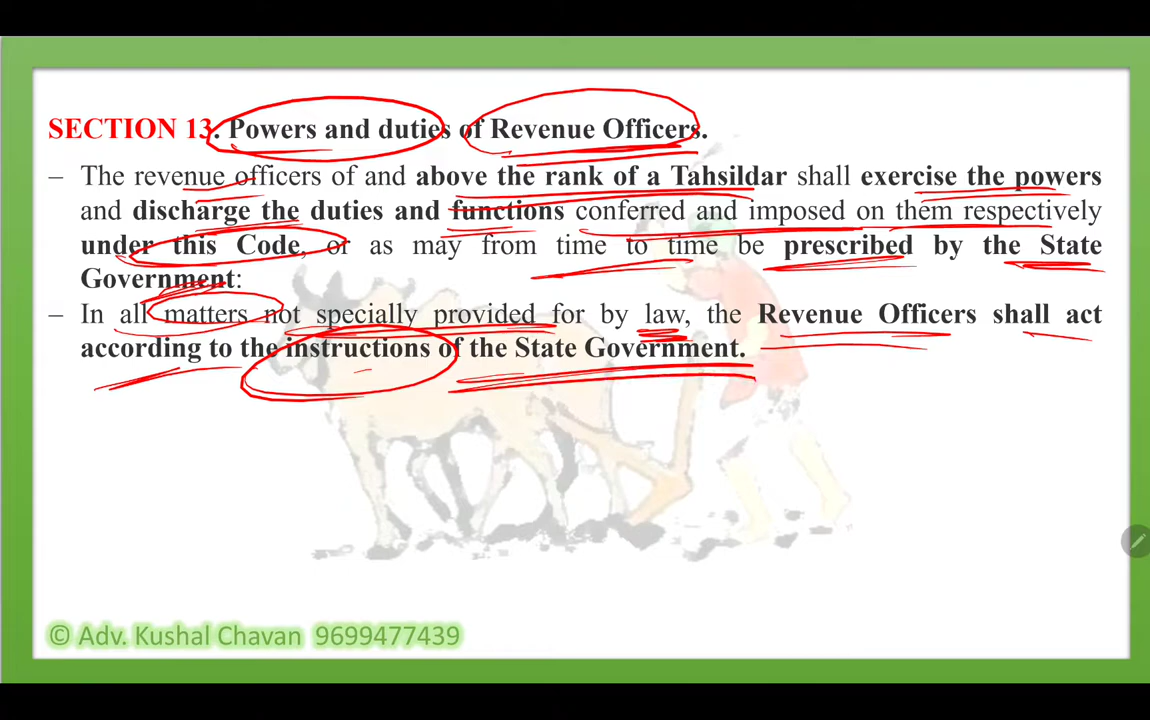 SECTION 13. Powers and duties of Revenue Officers.
– The revenue officers of and above the rank of a Tahsildar shall exercise the powers
and discharge the duties and functions conferred and imposed on them respectively
under this Code, or as may from time to time be prescribed by the State
Government:
– In all matters not specially provided for by law, the Revenue Officers shall act
according to the instructions of the State Government.
© Adv. Kushal Chavan 9699477439